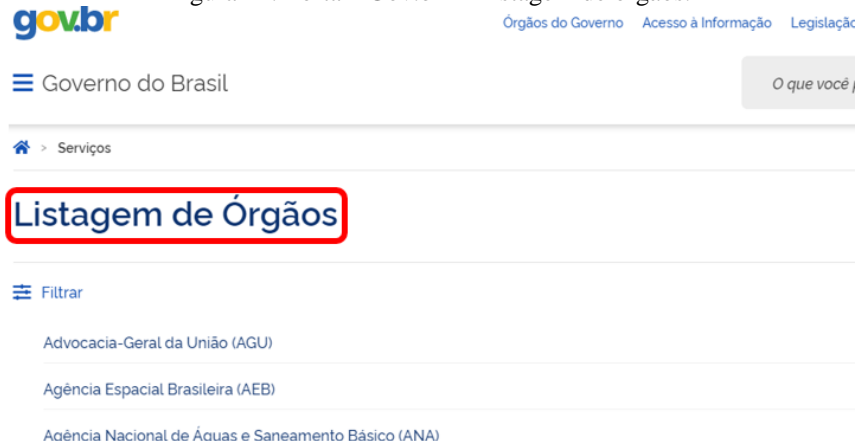 gov.br
Órgãos do Governo Acesso à Informação Legislação
Governo do Brasil
O que você
> Serviços
Listagem de Órgãos
Filtrar
Advocacia-Geral da União (AGU)
Agência Espacial Brasileira (AEB)
Agência Nacional de Águas e Saneamento Básico (ANA)